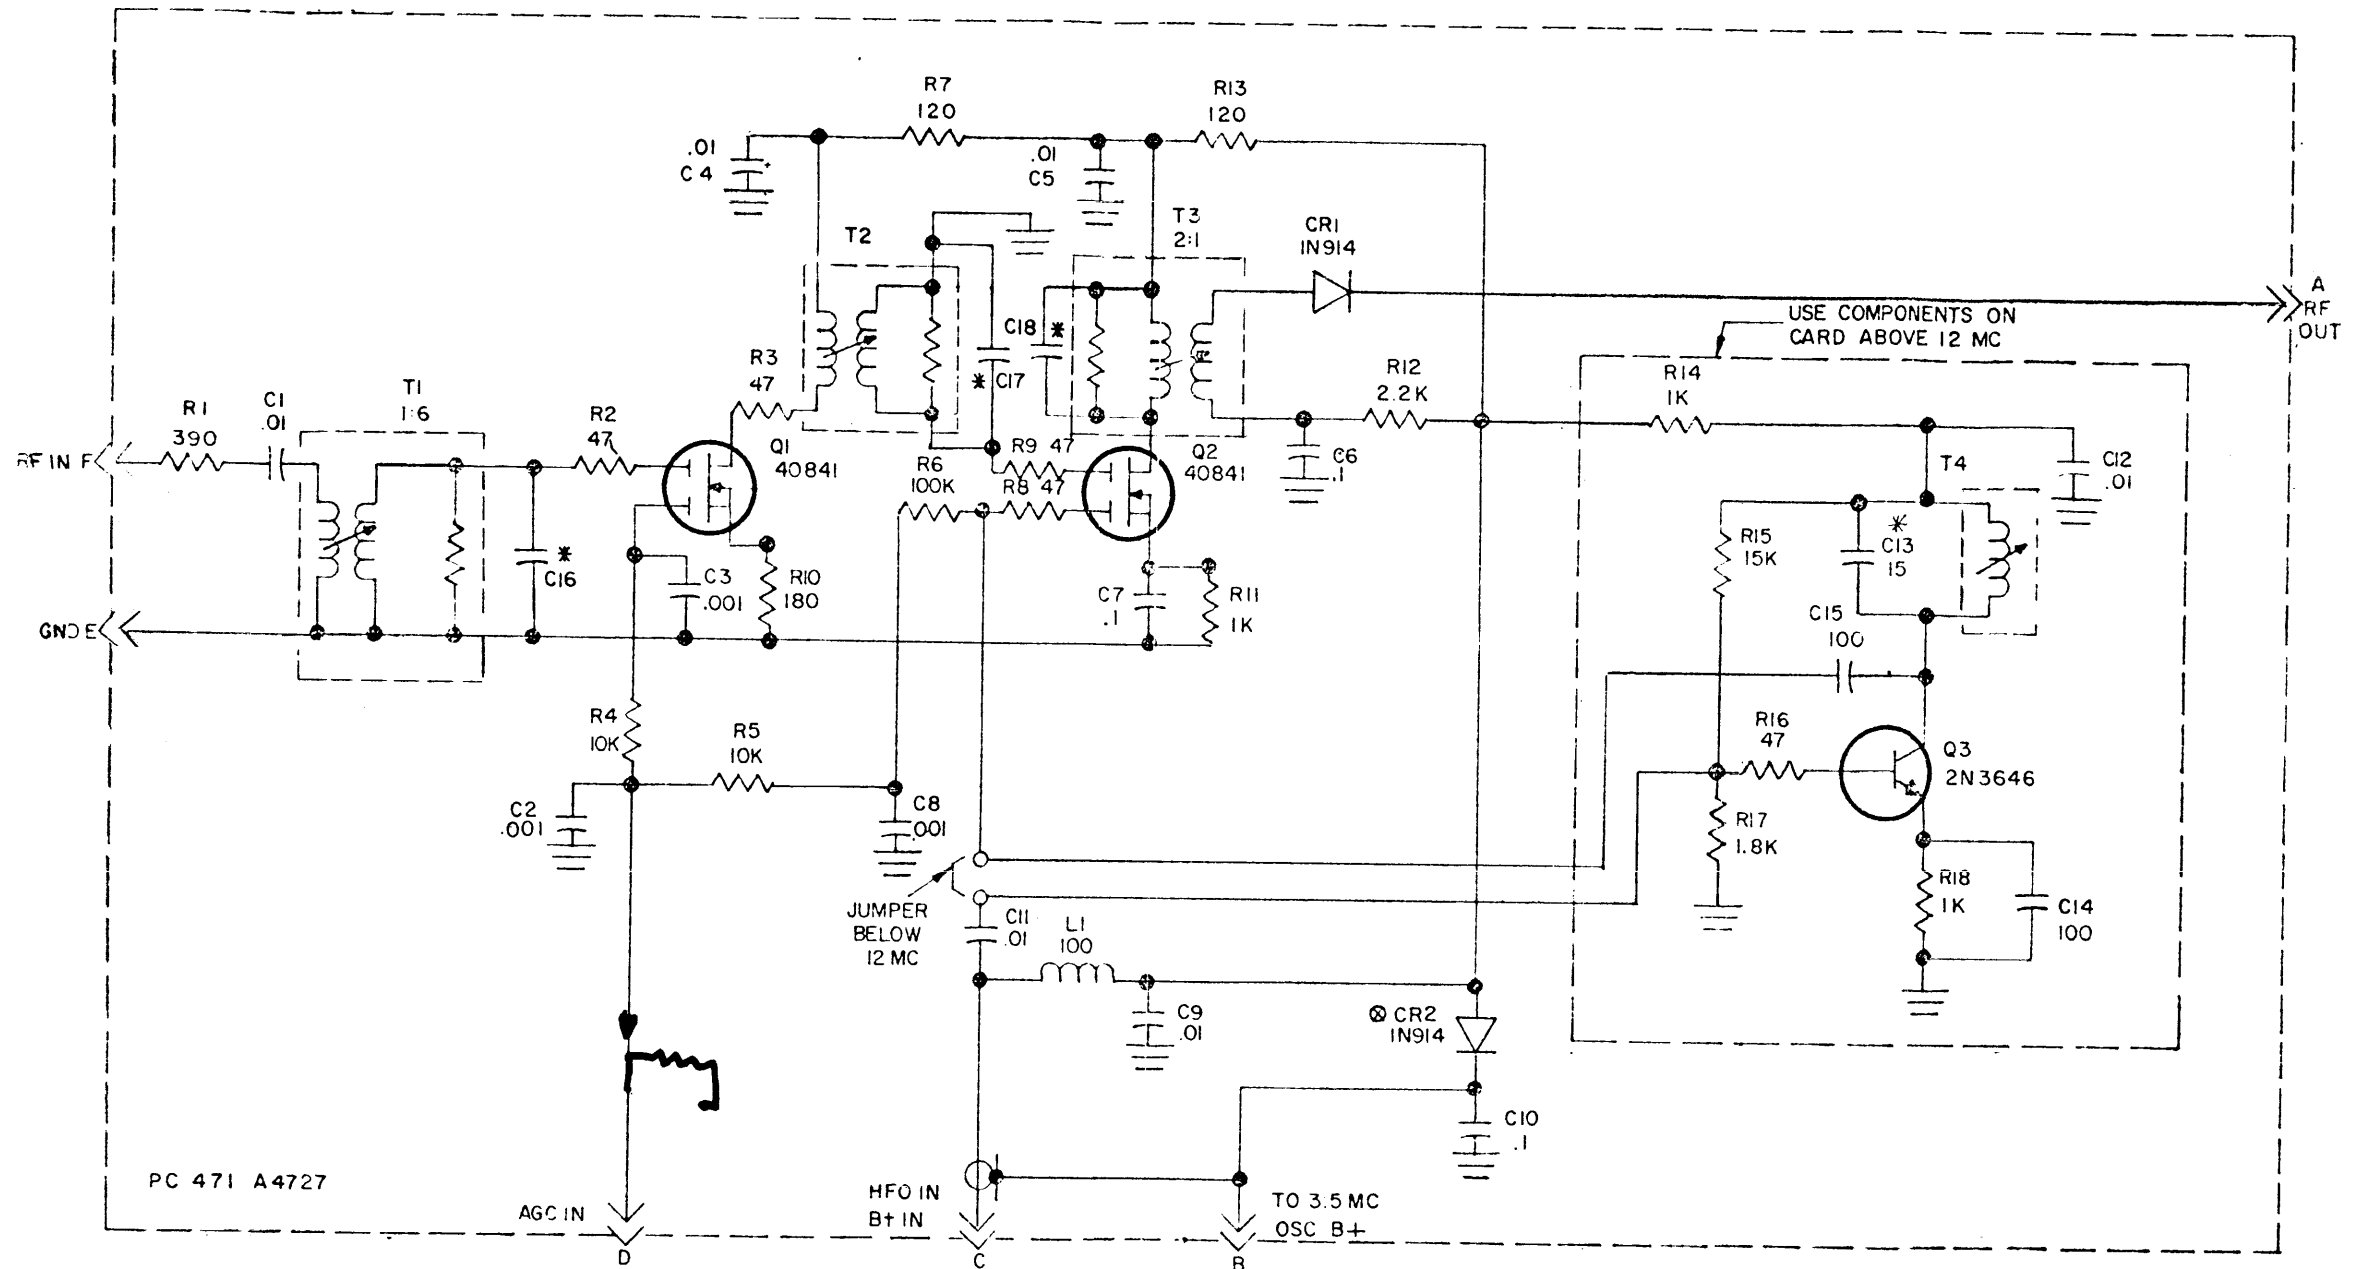 R7
120
R13
120
.01
C4
.01
C5
T2
T3
2:1
CR1
1N914
A
RF
OUT
USE COMPONENTS ON
CARD ABOVE 12 MC
C18 *
* C17
R3
47
R12
2.2K
R14
1K
T1
1:6
R1
390
C1
.01
R2
47
Q1
40841
R9 47
R6
100K
R8 47
Q2
40841
C6
.1
T4
C12
.01
RF IN F
*
C16
C3
.001
R10
180
C7
.1
R11
1K
R15
15K
*
C13
15
C15
100
GND E
R4
10K
R5
10K
R16
47
Q3
2N3646
C2
.001
C8
.001
R17
1.8K
R18
1K
C14
100
JUMPER
BELOW
12 MC
C11
.01
L1
100
C9
.01
⊗ CR2
1N914
C10
.1
PC 471 A4727
AGC IN
D
HFO IN
B+ IN
C
TO 3.5 MC
OSC B+
B